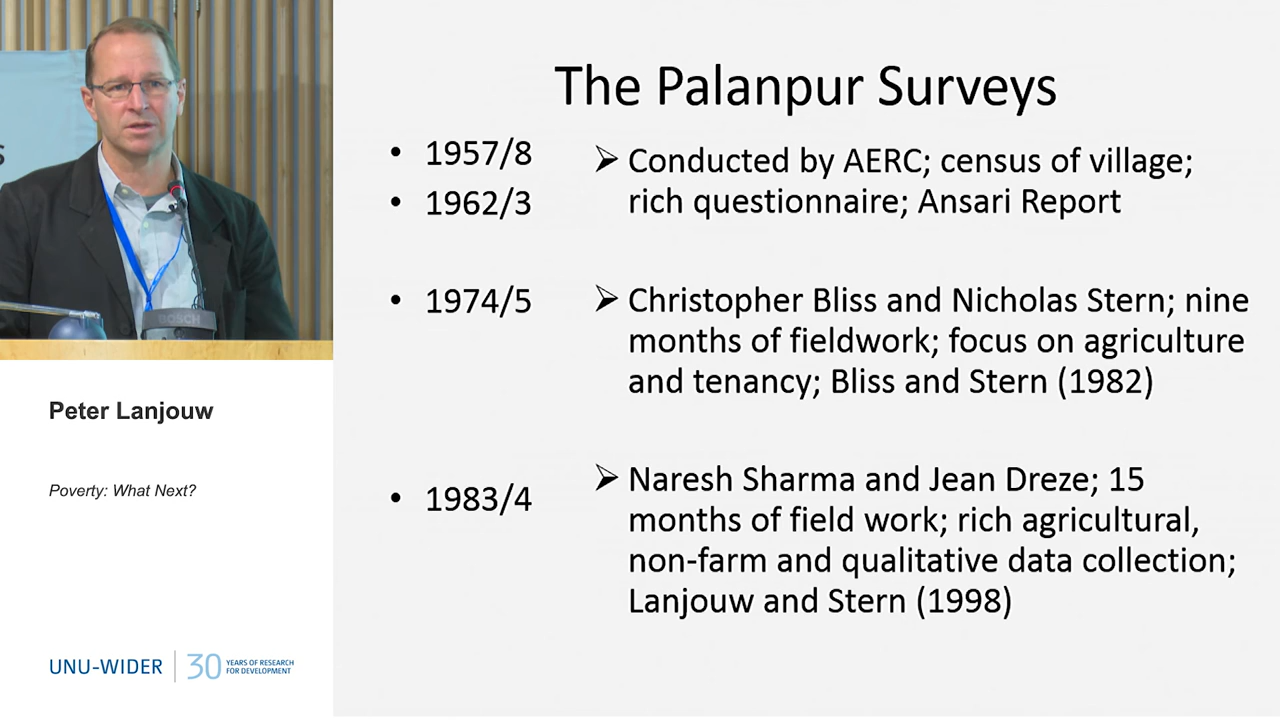 s
BOSCH
Peter Lanjouw
Poverty: What Next?
UNU-WIDER
30 YEARS OF RESEARCH
FOR DEVELOPMENT
The Palanpur Surveys
• 1957/8
• 1962/3
➢ Conducted by AERC; census of village;
rich questionnaire; Ansari Report
• 1974/5
➢ Christopher Bliss and Nicholas Stern; nine
months of fieldwork; focus on agriculture
and tenancy; Bliss and Stern (1982)
• 1983/4
➢ Naresh Sharma and Jean Dreze; 15
months of field work; rich agricultural,
non-farm and qualitative data collection;
Lanjouw and Stern (1998)